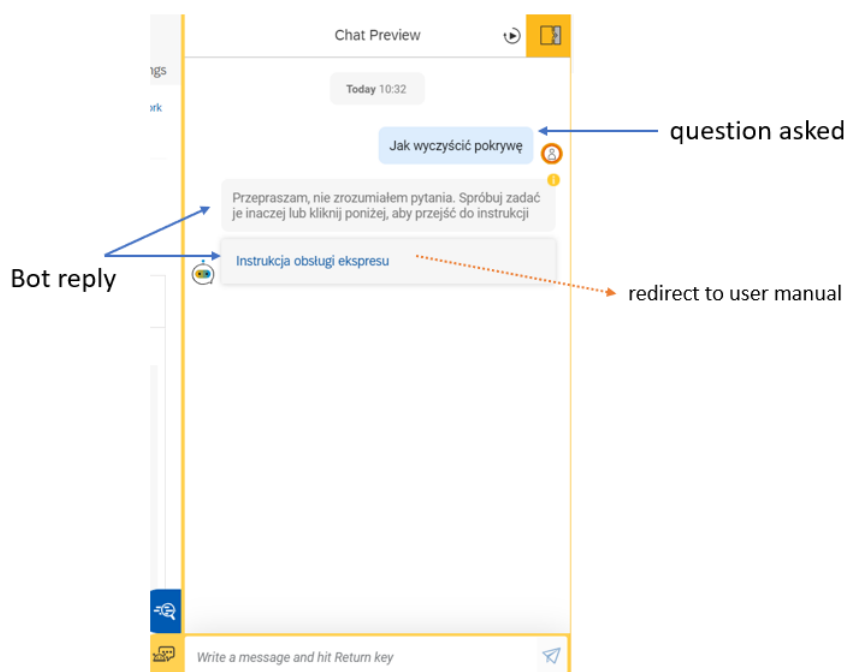 Chat Preview
ngs
Today 10:32
ork
Jak wyczyścić pokrywę
question asked
Przepraszam, nie zrozumiałem pytania. Spróbuj zadać
je inaczej lub kliknij poniżej, aby przejść do instrukcji
Instrukcja obsługi ekspresu
Bot reply
redirect to user manual
Write a message and hit Return key